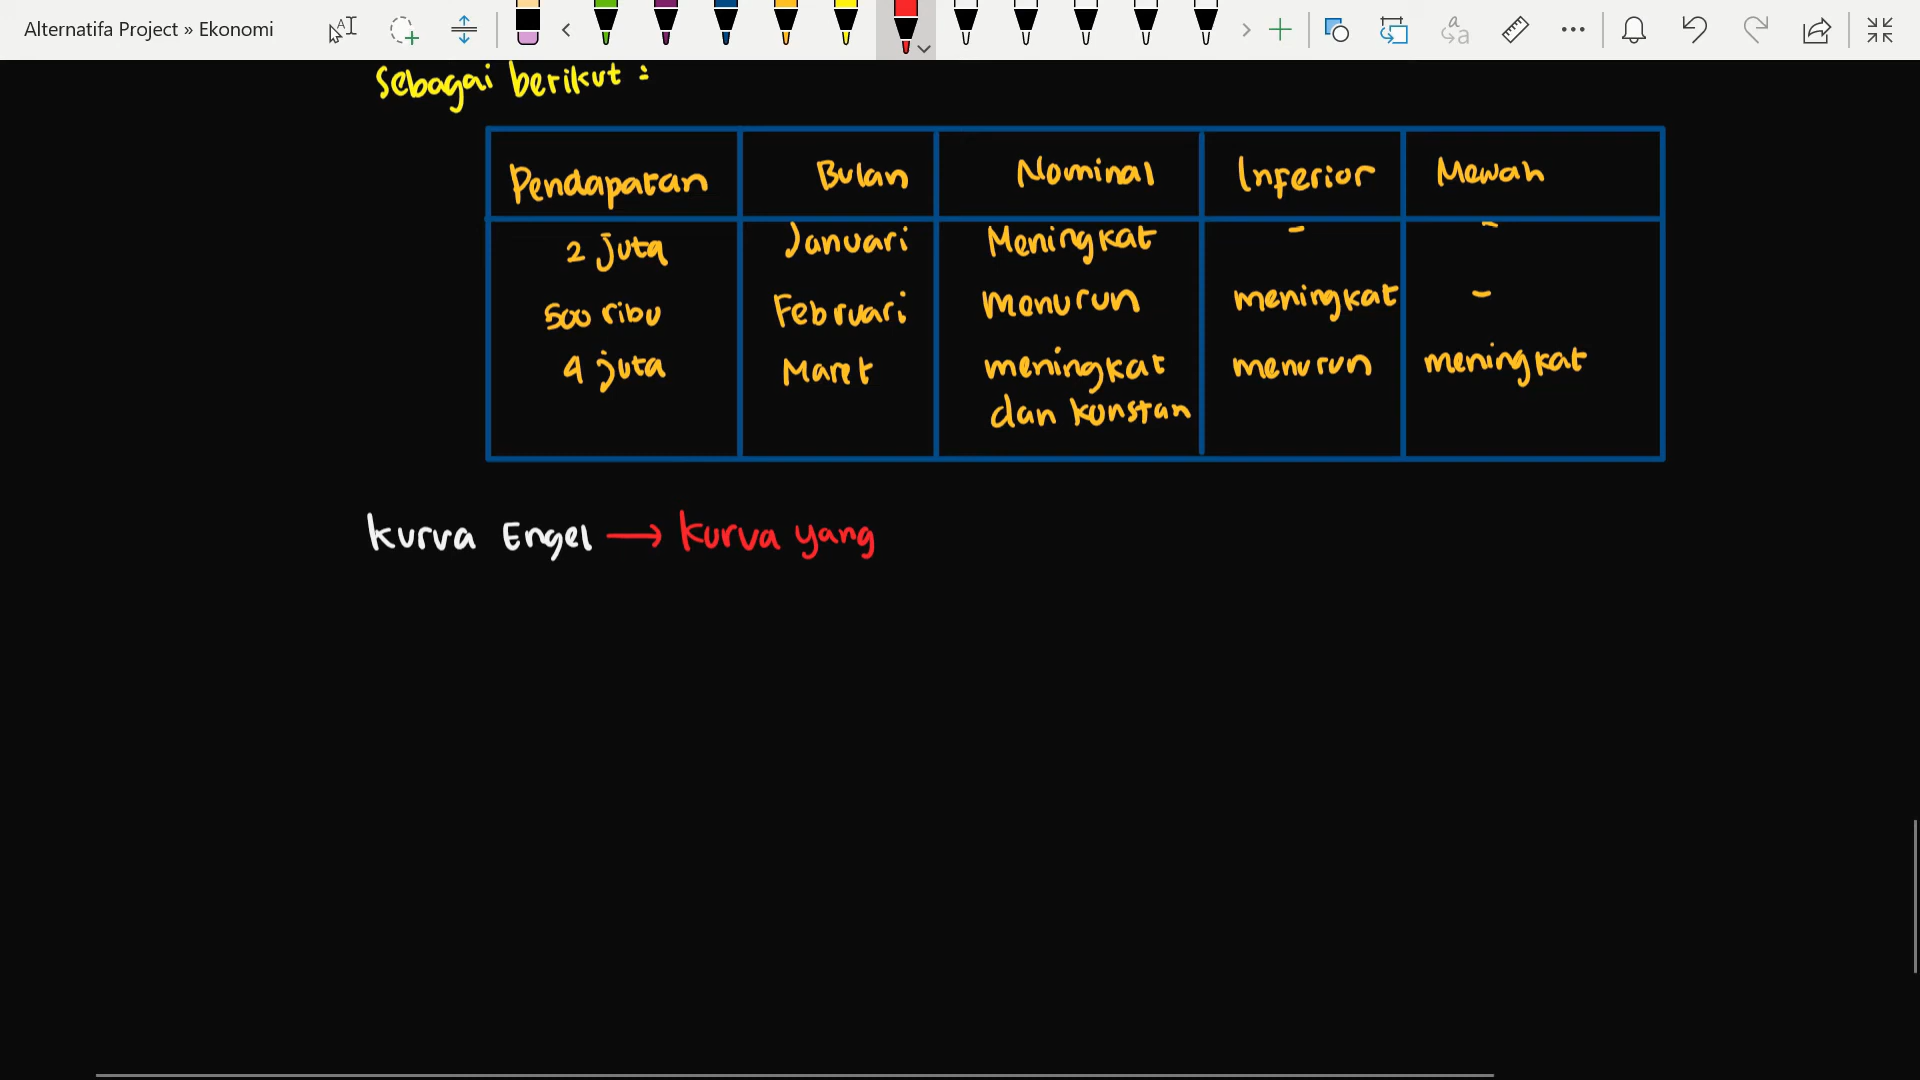 Alternatifa Project » Ekonomi
sebagai berikut :
Pendapatan Bulan Nominal Inferior Mewah
2 juta Januari Meningkat - -
500 ribu Februari menurun meningkat -
4 juta Maret meningkat menurun meningkat
dan konstan
kurva Engel → kurva yang